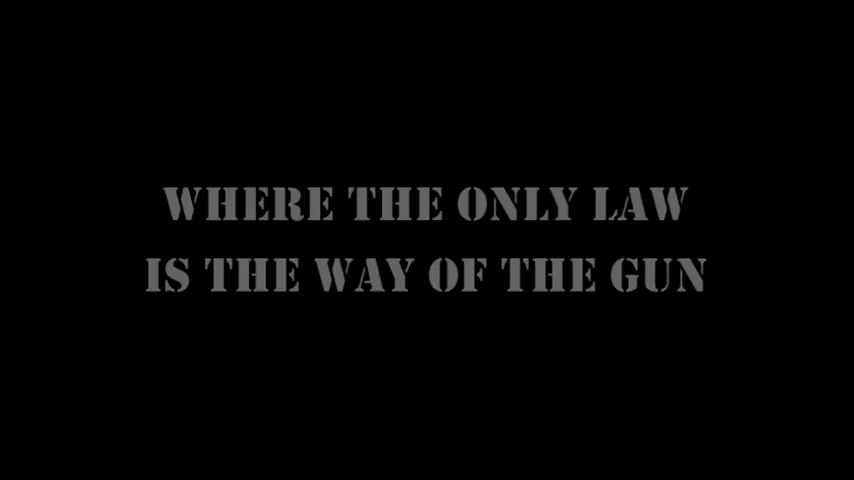 WHERE THE ONLY LAW
IS THE WAY OF THE GUN